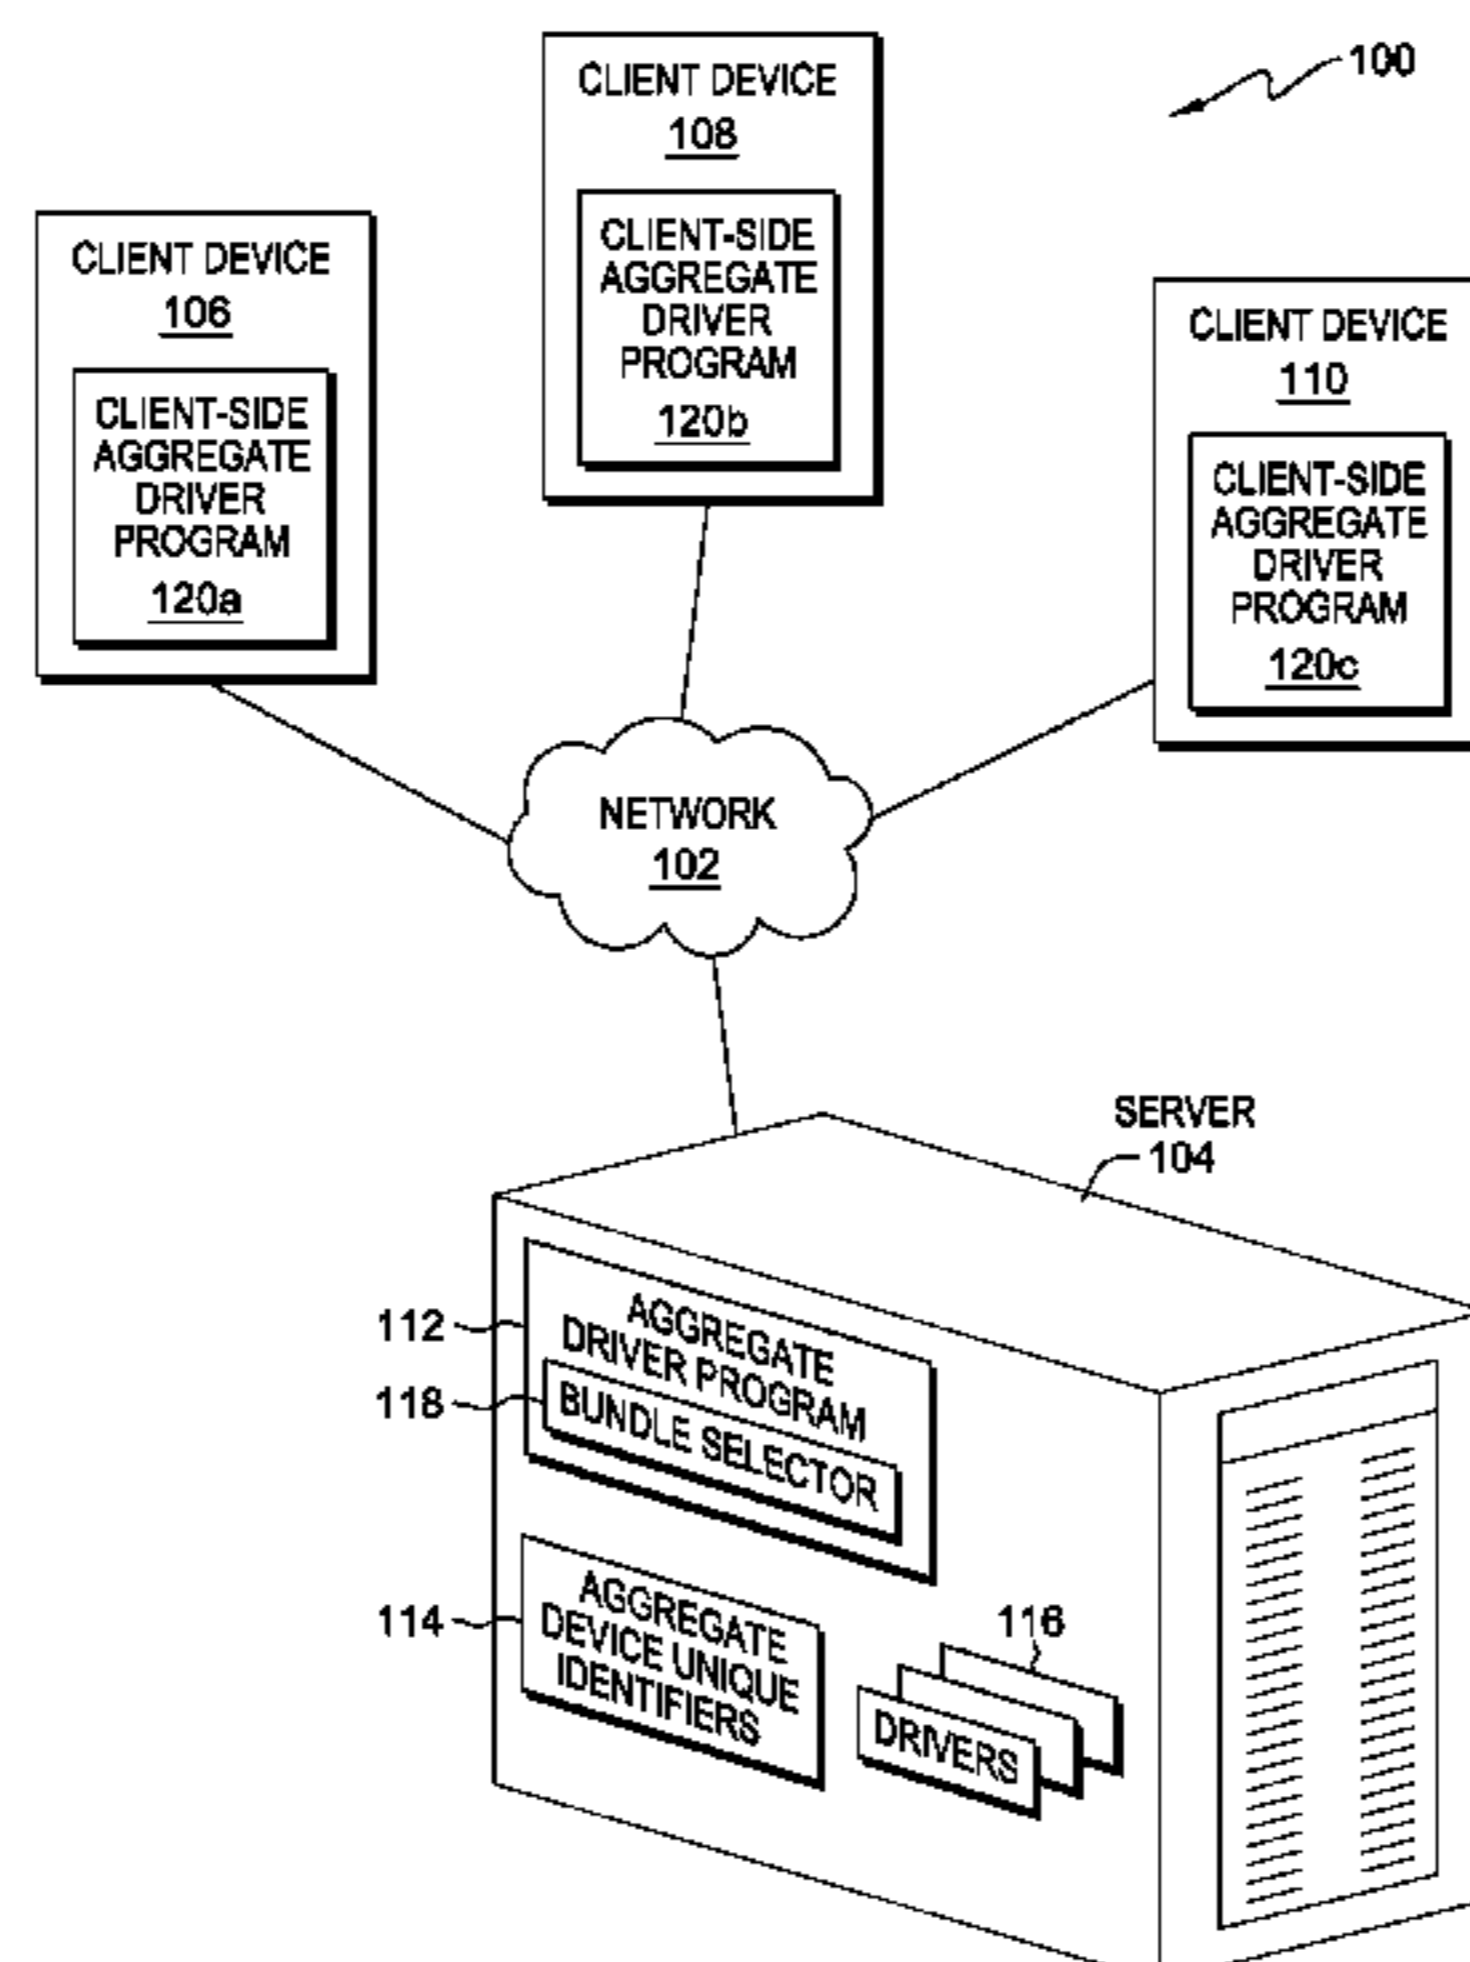 100
CLIENT DEVICE
108
CLIENT-SIDE
AGGREGATE
DRIVER
PROGRAM
120b
CLIENT DEVICE
106
CLIENT-SIDE
AGGREGATE
DRIVER
PROGRAM
120a
CLIENT DEVICE
110
CLIENT-SIDE
AGGREGATE
DRIVER
PROGRAM
120c
NETWORK
102
SERVER
104
112
AGGREGATE
DRIVER PROGRAM
118
BUNDLE SELECTOR
114
AGGREGATE
DEVICE UNIQUE
IDENTIFIERS
116
DRIVERS